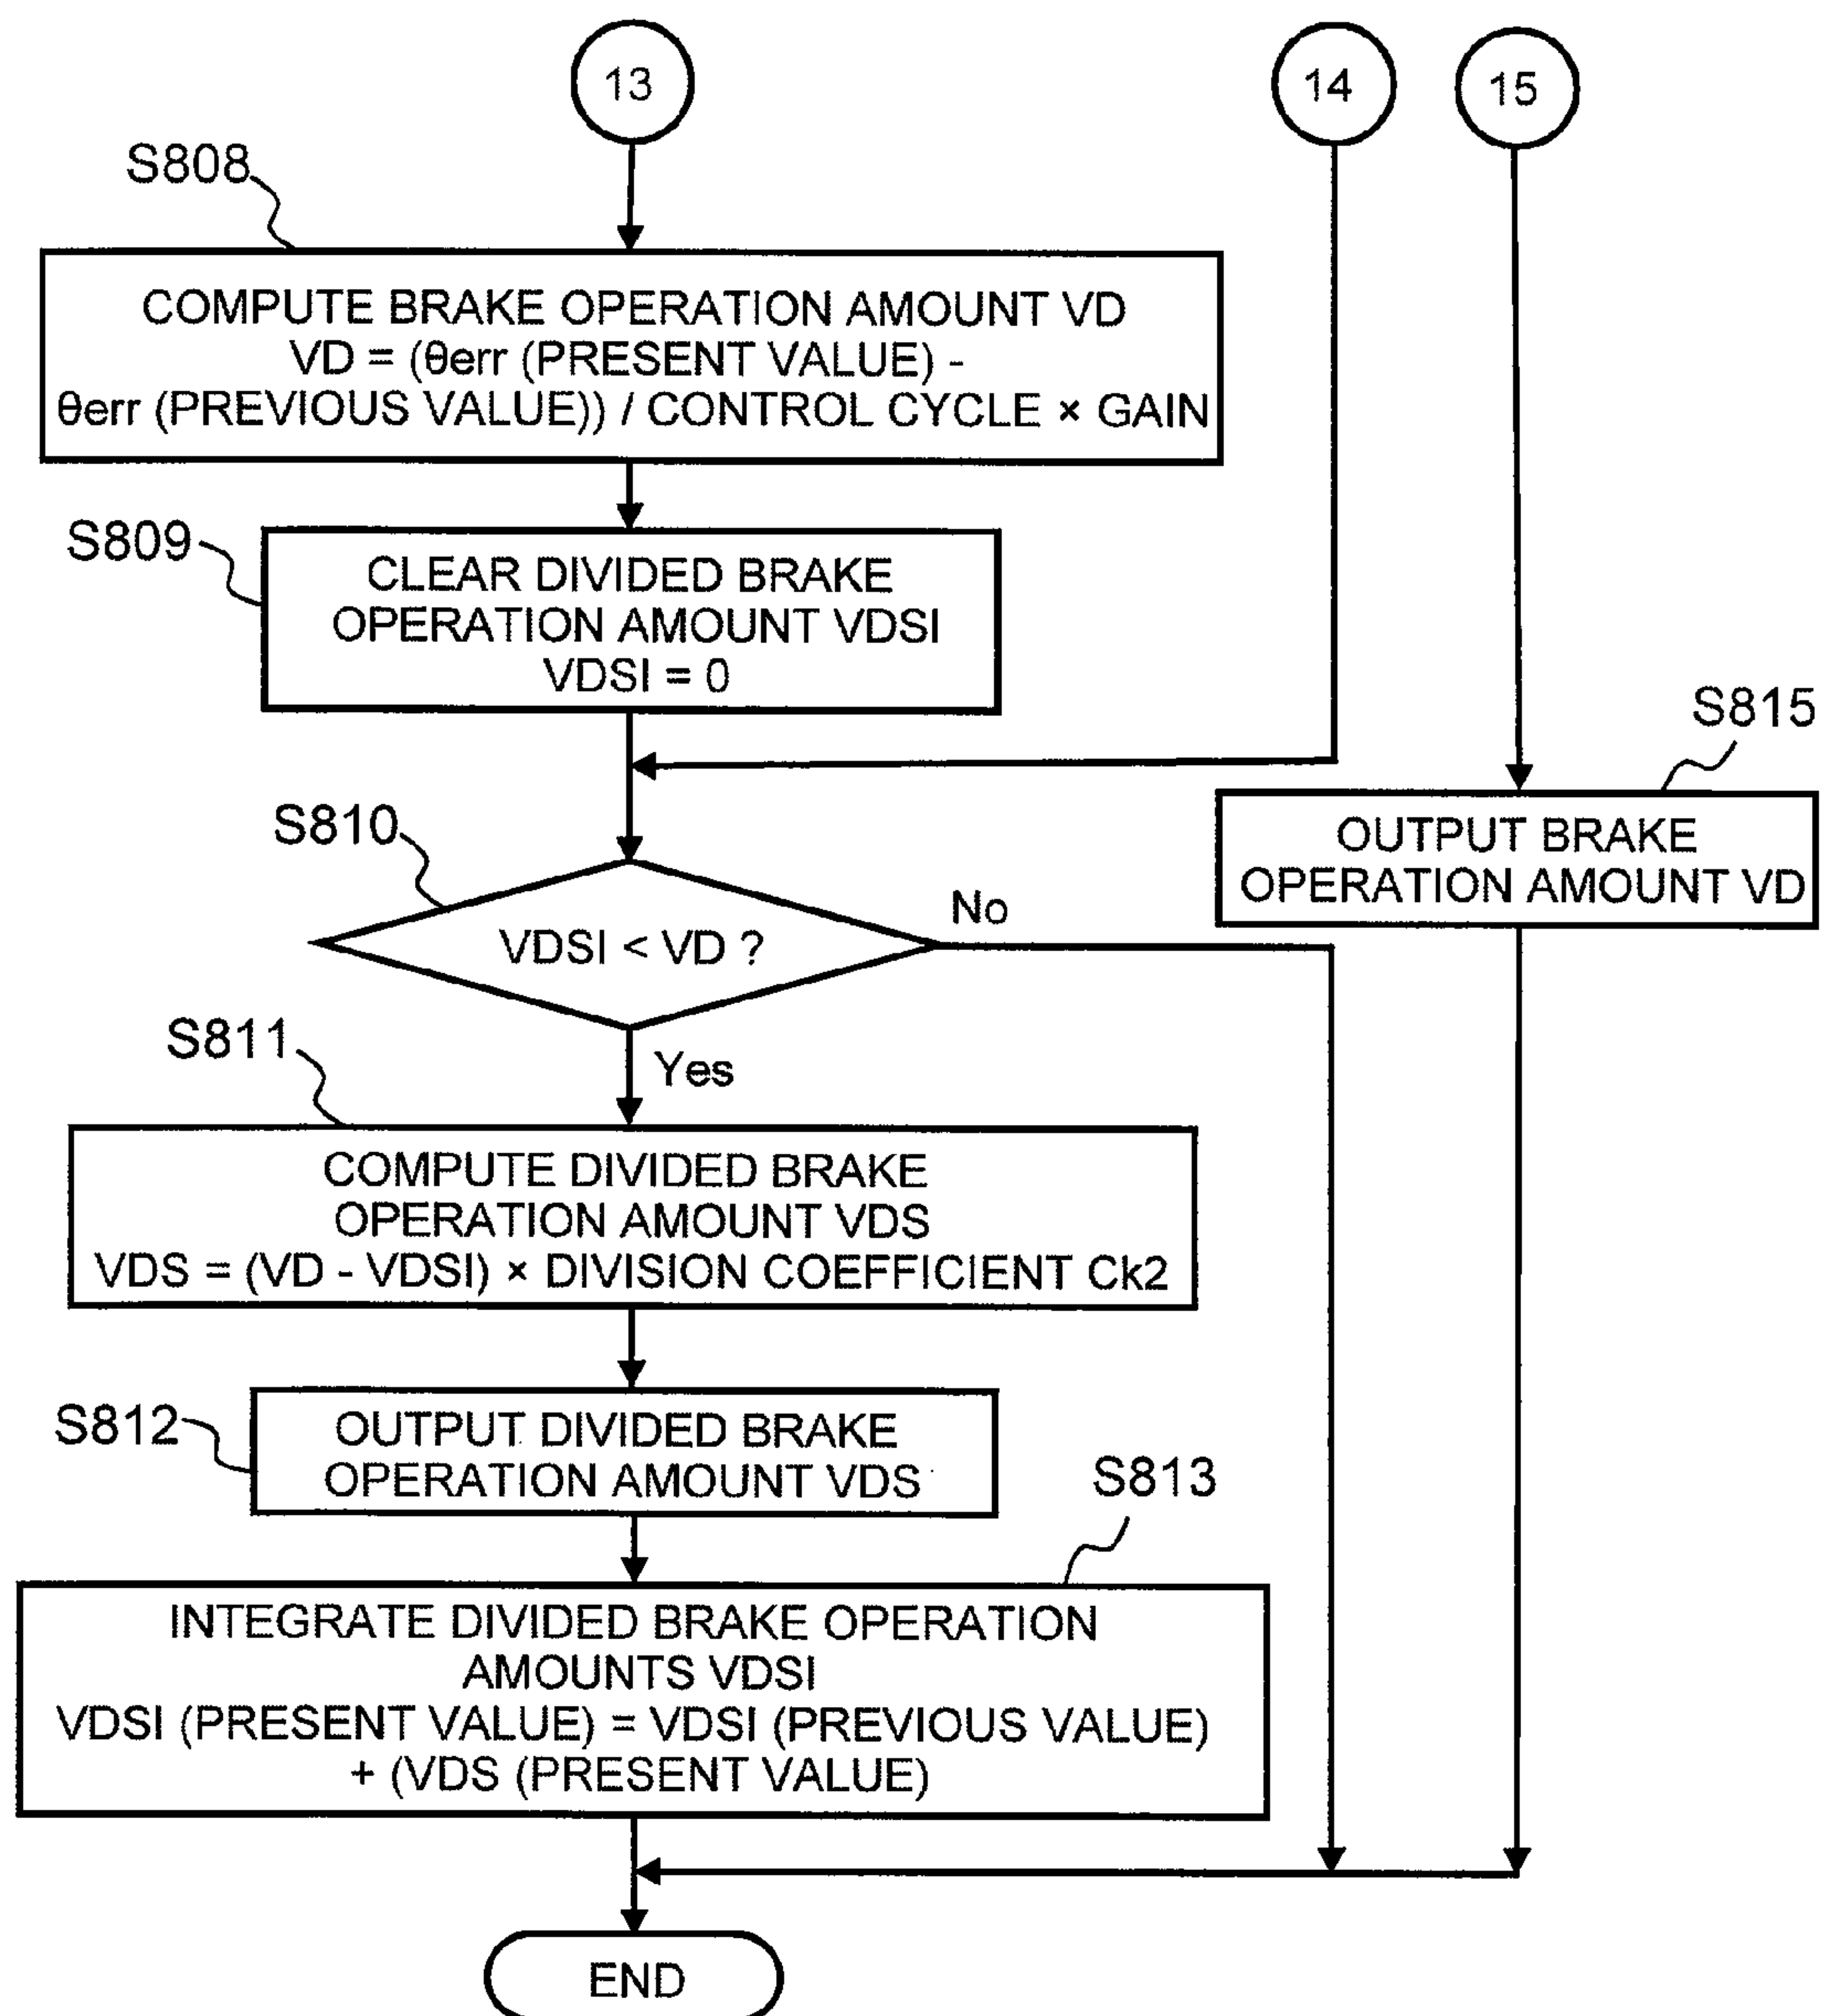 13
14
15
S808
COMPUTE BRAKE OPERATION AMOUNT VD
VD = (θerr (PRESENT VALUE) -
θerr (PREVIOUS VALUE)) / CONTROL CYCLE × GAIN
S809
CLEAR DIVIDED BRAKE
OPERATION AMOUNT VDSI
VDSI = 0
S815
OUTPUT BRAKE
OPERATION AMOUNT VD
S810
VDSI < VD ?
No
Yes
S811
COMPUTE DIVIDED BRAKE
OPERATION AMOUNT VDS
VDS = (VD - VDSI) × DIVISION COEFFICIENT Ck2
S812
OUTPUT DIVIDED BRAKE
OPERATION AMOUNT VDS
S813
INTEGRATE DIVIDED BRAKE OPERATION
AMOUNTS VDSI
VDSI (PRESENT VALUE) = VDSI (PREVIOUS VALUE)
+ (VDS (PRESENT VALUE)
END